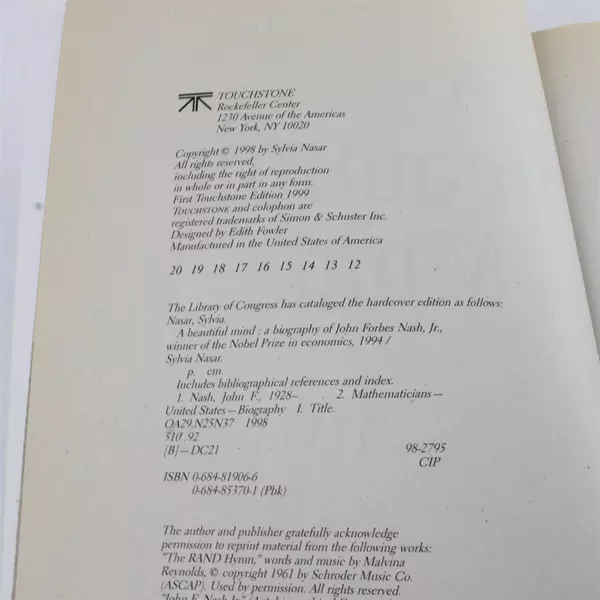 TOUCHSTONE
Rockefeller Center
1230 Avenue of the Americas
New York, NY 10020
Copyright © 1998 by Sylvia Nasar
All rights reserved,
including the right of reproduction
in whole or in part in any form.
First Touchstone Edition 1999
TOUCHSTONE and colophon are
registered trademarks of Simon & Schuster Inc.
Designed by Edith Fowler
Manufactured in the United States of America
20 19 18 17 16 15 14 13 12
The Library of Congress has cataloged the hardcover edition as follows:
Nasar, Sylvia.
A beautiful mind : a biography of John Forbes Nash, Jr.,
winner of the Nobel Prize in economics, 1994 /
Sylvia Nasar.
p. cm.
Includes bibliographical references and index.
1. Nash, John F., 1928– . 2. Mathematicians—
United States—Biography I. Title.
QA29.N25N37 1998
510'.92
[B]—DC21 98-2795
CIP
ISBN 0-684-81906-6
0-684-85370-1 (Pbk)
The author and publisher gratefully acknowledge
permission to reprint material from the following works:
"The RAND Hymn," words and music by Malvina
Reynolds, © copyright 1961 by Schroder Music Co.
(ASCAP). Used by permission. All rights reserved.
"John F. Nash Jr."